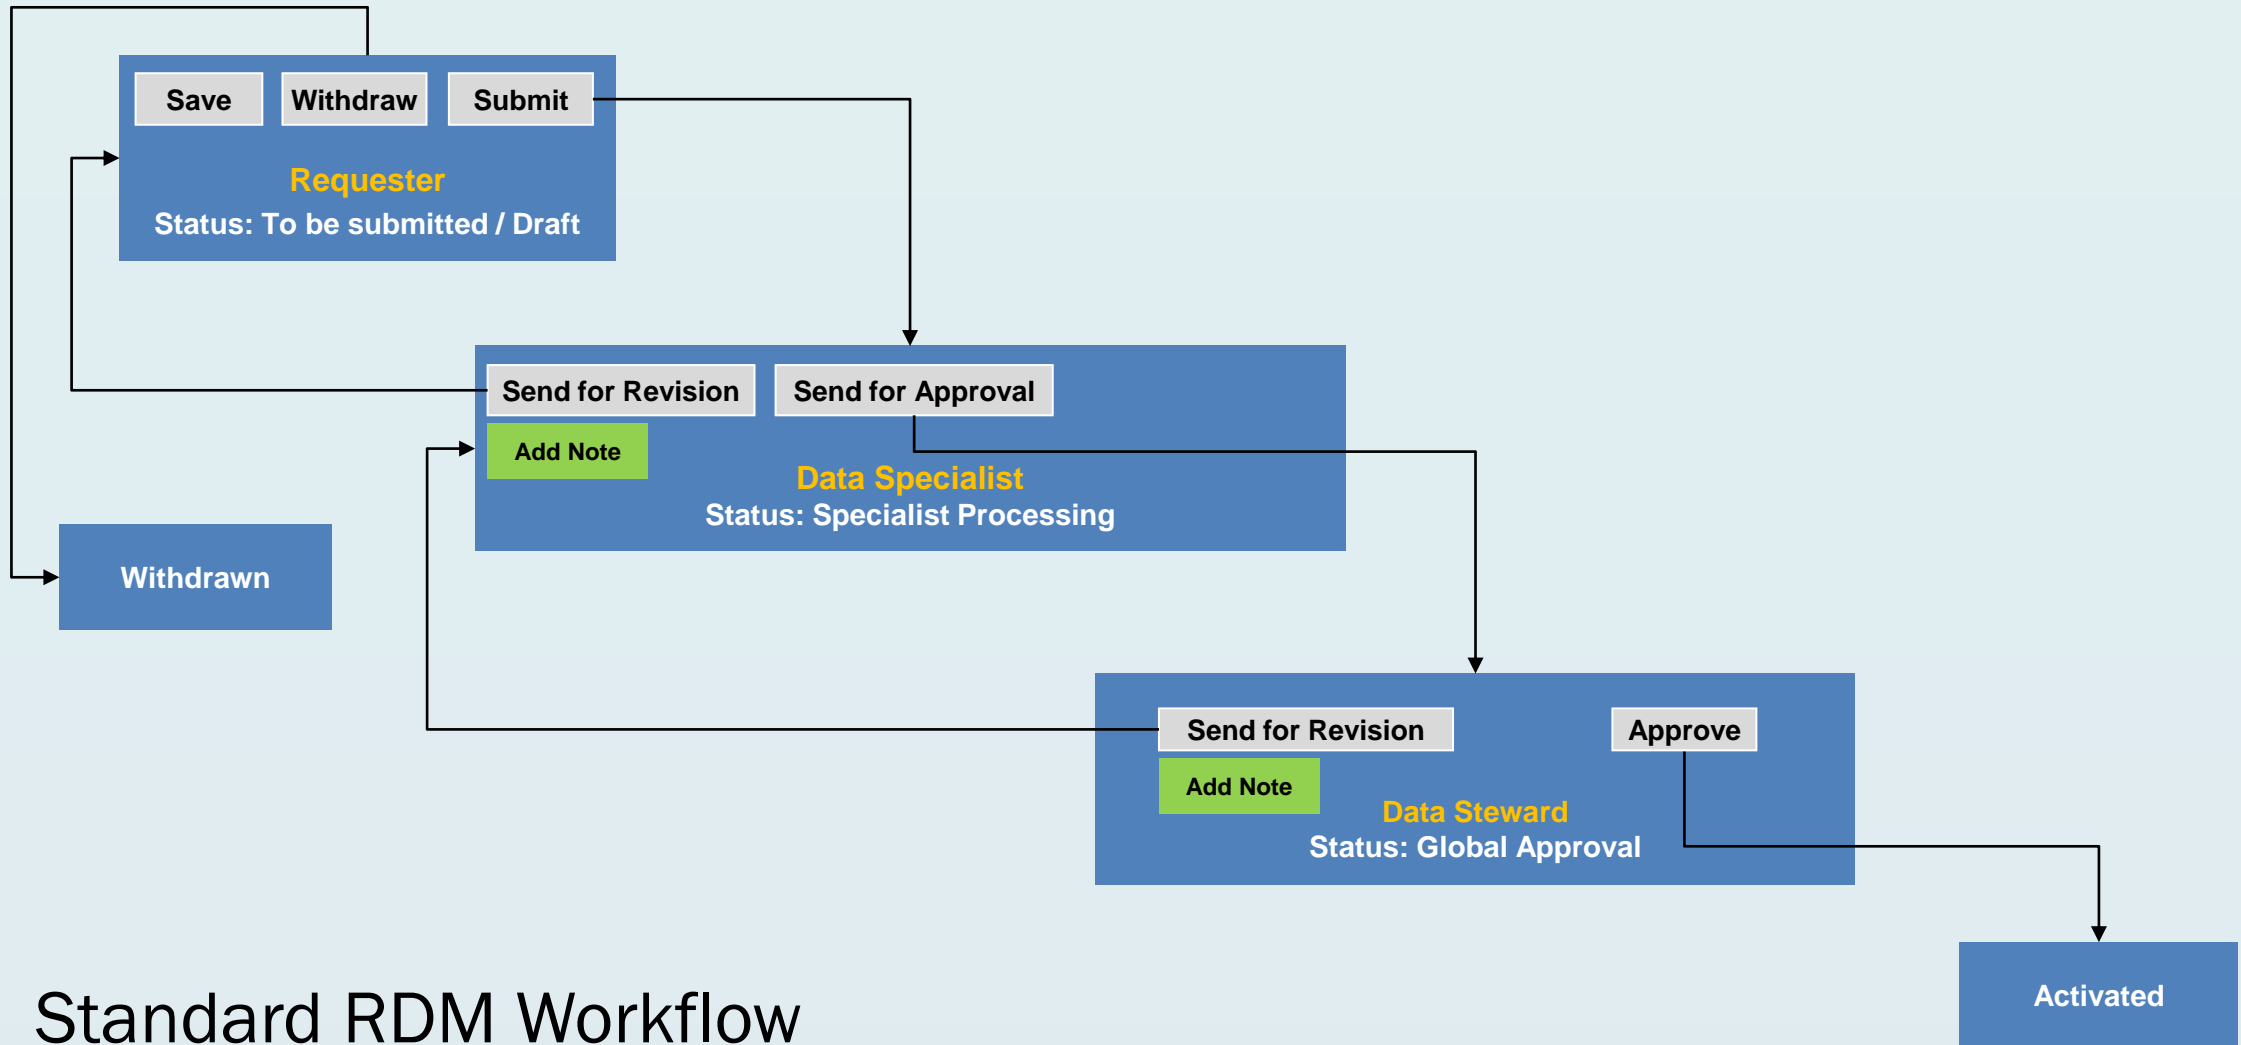 Save
Withdraw
Submit
Requester
Status: To be submitted / Draft
Send for Revision
Send for Approval
Add Note
Data Specialist
Status: Specialist Processing
Withdrawn
Send for Revision
Approve
Add Note
Data Steward
Status: Global Approval
Activated
Standard RDM Workflow